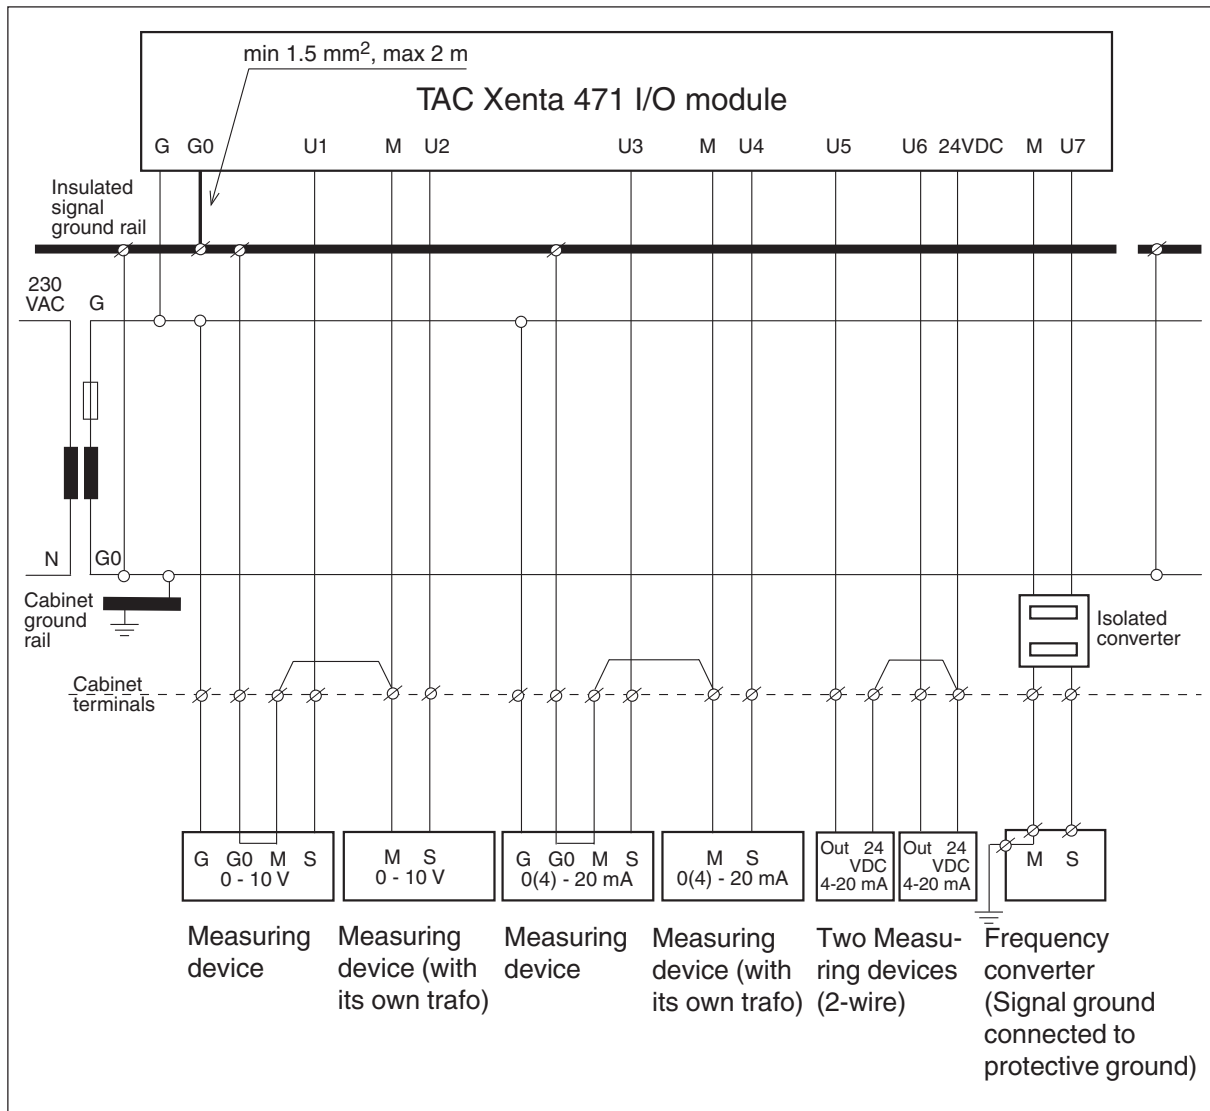 min 1.5 mm², max 2 m
TAC Xenta 471 I/O module
G G0 U1 M U2 U3 M U4 U5 U6 24VDC M U7
Insulated
signal
ground rail
230
VAC G
N G0
Cabinet
ground
rail
Isolated
converter
Cabinet
terminals
G G0 M S
0 - 10 V
M S
0 - 10 V
G G0 M S
0(4) - 20 mA
M S
0(4) - 20 mA
Out 24
VDC
4-20 mA
Out 24
VDC
4-20 mA
M S
Measuring
device
Measuring
device (with
its own trafo)
Measuring
device
Measuring
device (with
its own trafo)
Two Measu-
ring devices
(2-wire)
Frequency
converter
(Signal ground
connected to
protective ground)